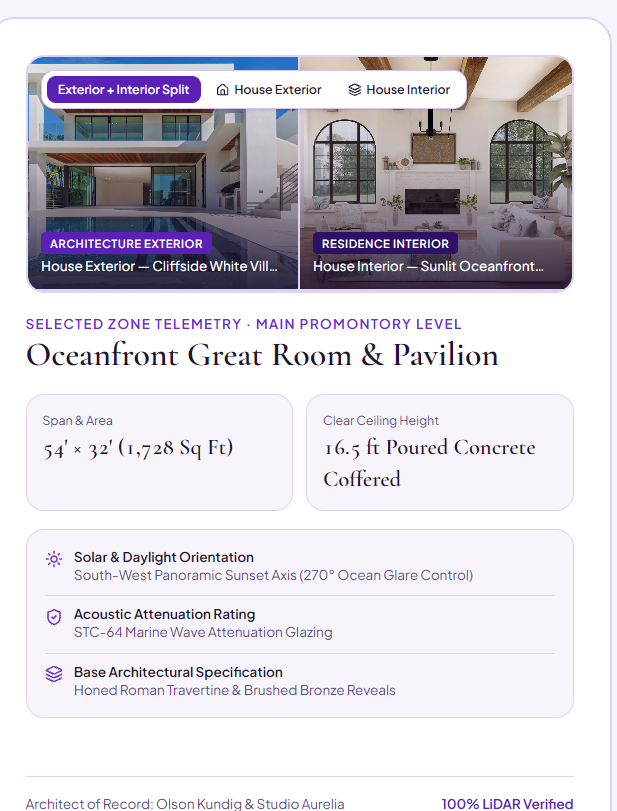 Exterior + Interior Split
House Exterior
House Interior
ARCHITECTURE EXTERIOR
House Exterior — Cliffside White Vill...
RESIDENCE INTERIOR
House Interior — Sunlit Oceanfront...
SELECTED ZONE TELEMETRY · MAIN PROMONTORY LEVEL
Oceanfront Great Room & Pavilion
Span & Area
54' × 32' (1,728 Sq Ft)
Clear Ceiling Height
16.5 ft Poured Concrete
Coffered
Solar & Daylight Orientation
South-West Panoramic Sunset Axis (270° Ocean Glare Control)
Acoustic Attenuation Rating
STC-64 Marine Wave Attenuation Glazing
Base Architectural Specification
Honed Roman Travertine & Brushed Bronze Reveals
Architect of Record: Olson Kundig & Studio Aurelia
100% LiDAR Verified